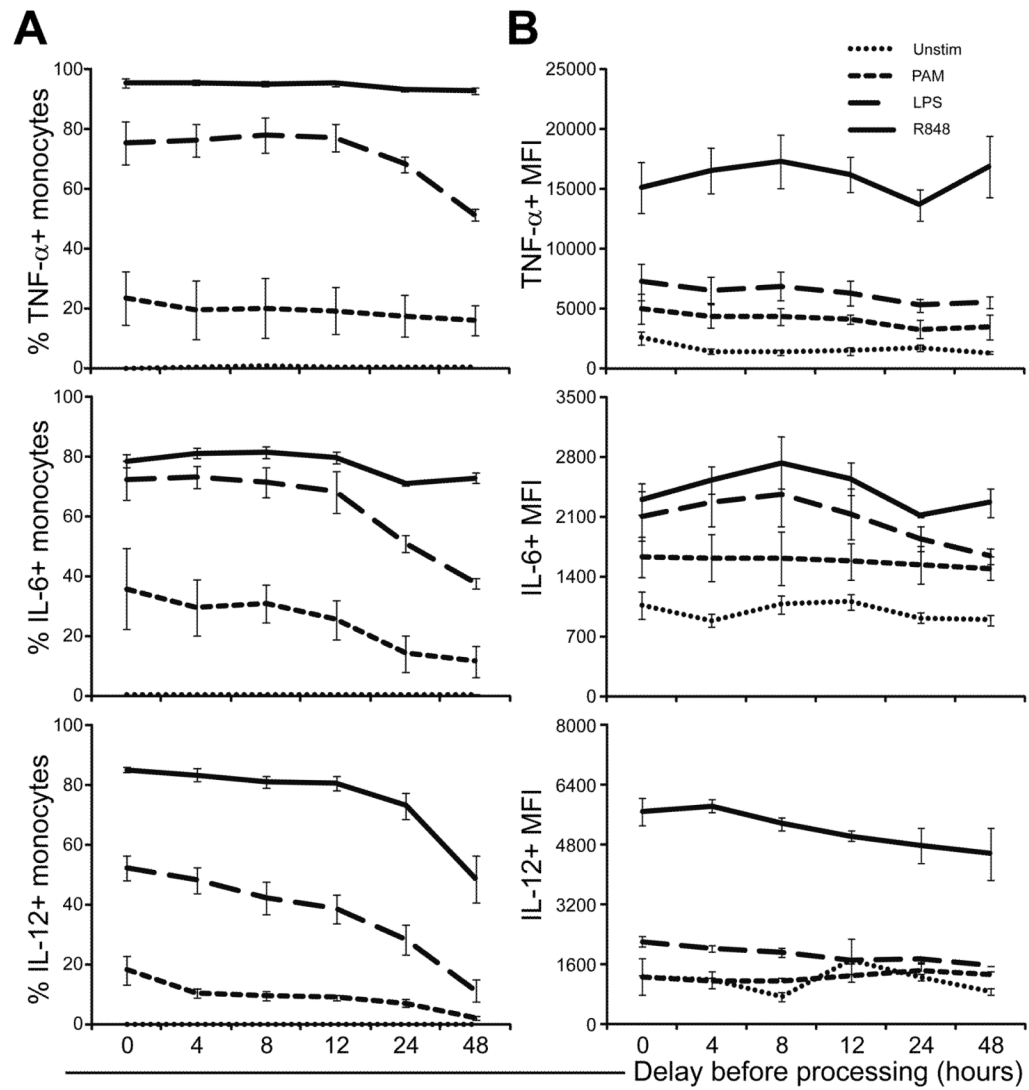 A
B
Unstim
PAM
LPS
R848
% TNF-α+ monocytes
100
80
60
40
20
0
TNF-α+ MFI
25000
20000
15000
10000
5000
0
% IL-6+ monocytes
100
80
60
40
20
0
IL-6+ MFI
3500
2800
2100
1400
700
0
% IL-12+ monocytes
100
80
60
40
20
0
IL-12+ MFI
8000
6400
4800
3200
1600
0
0 4 8 12 24 48
0 4 8 12 24 48
Delay before processing (hours)